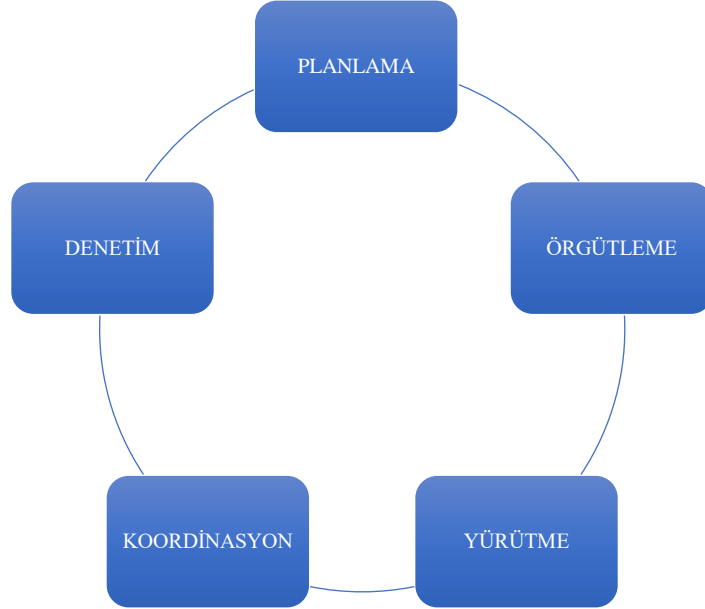 PLANLAMA
ÖRGÜTLEME
YÜRÜTME
KOORDİNASYON
DENETİM